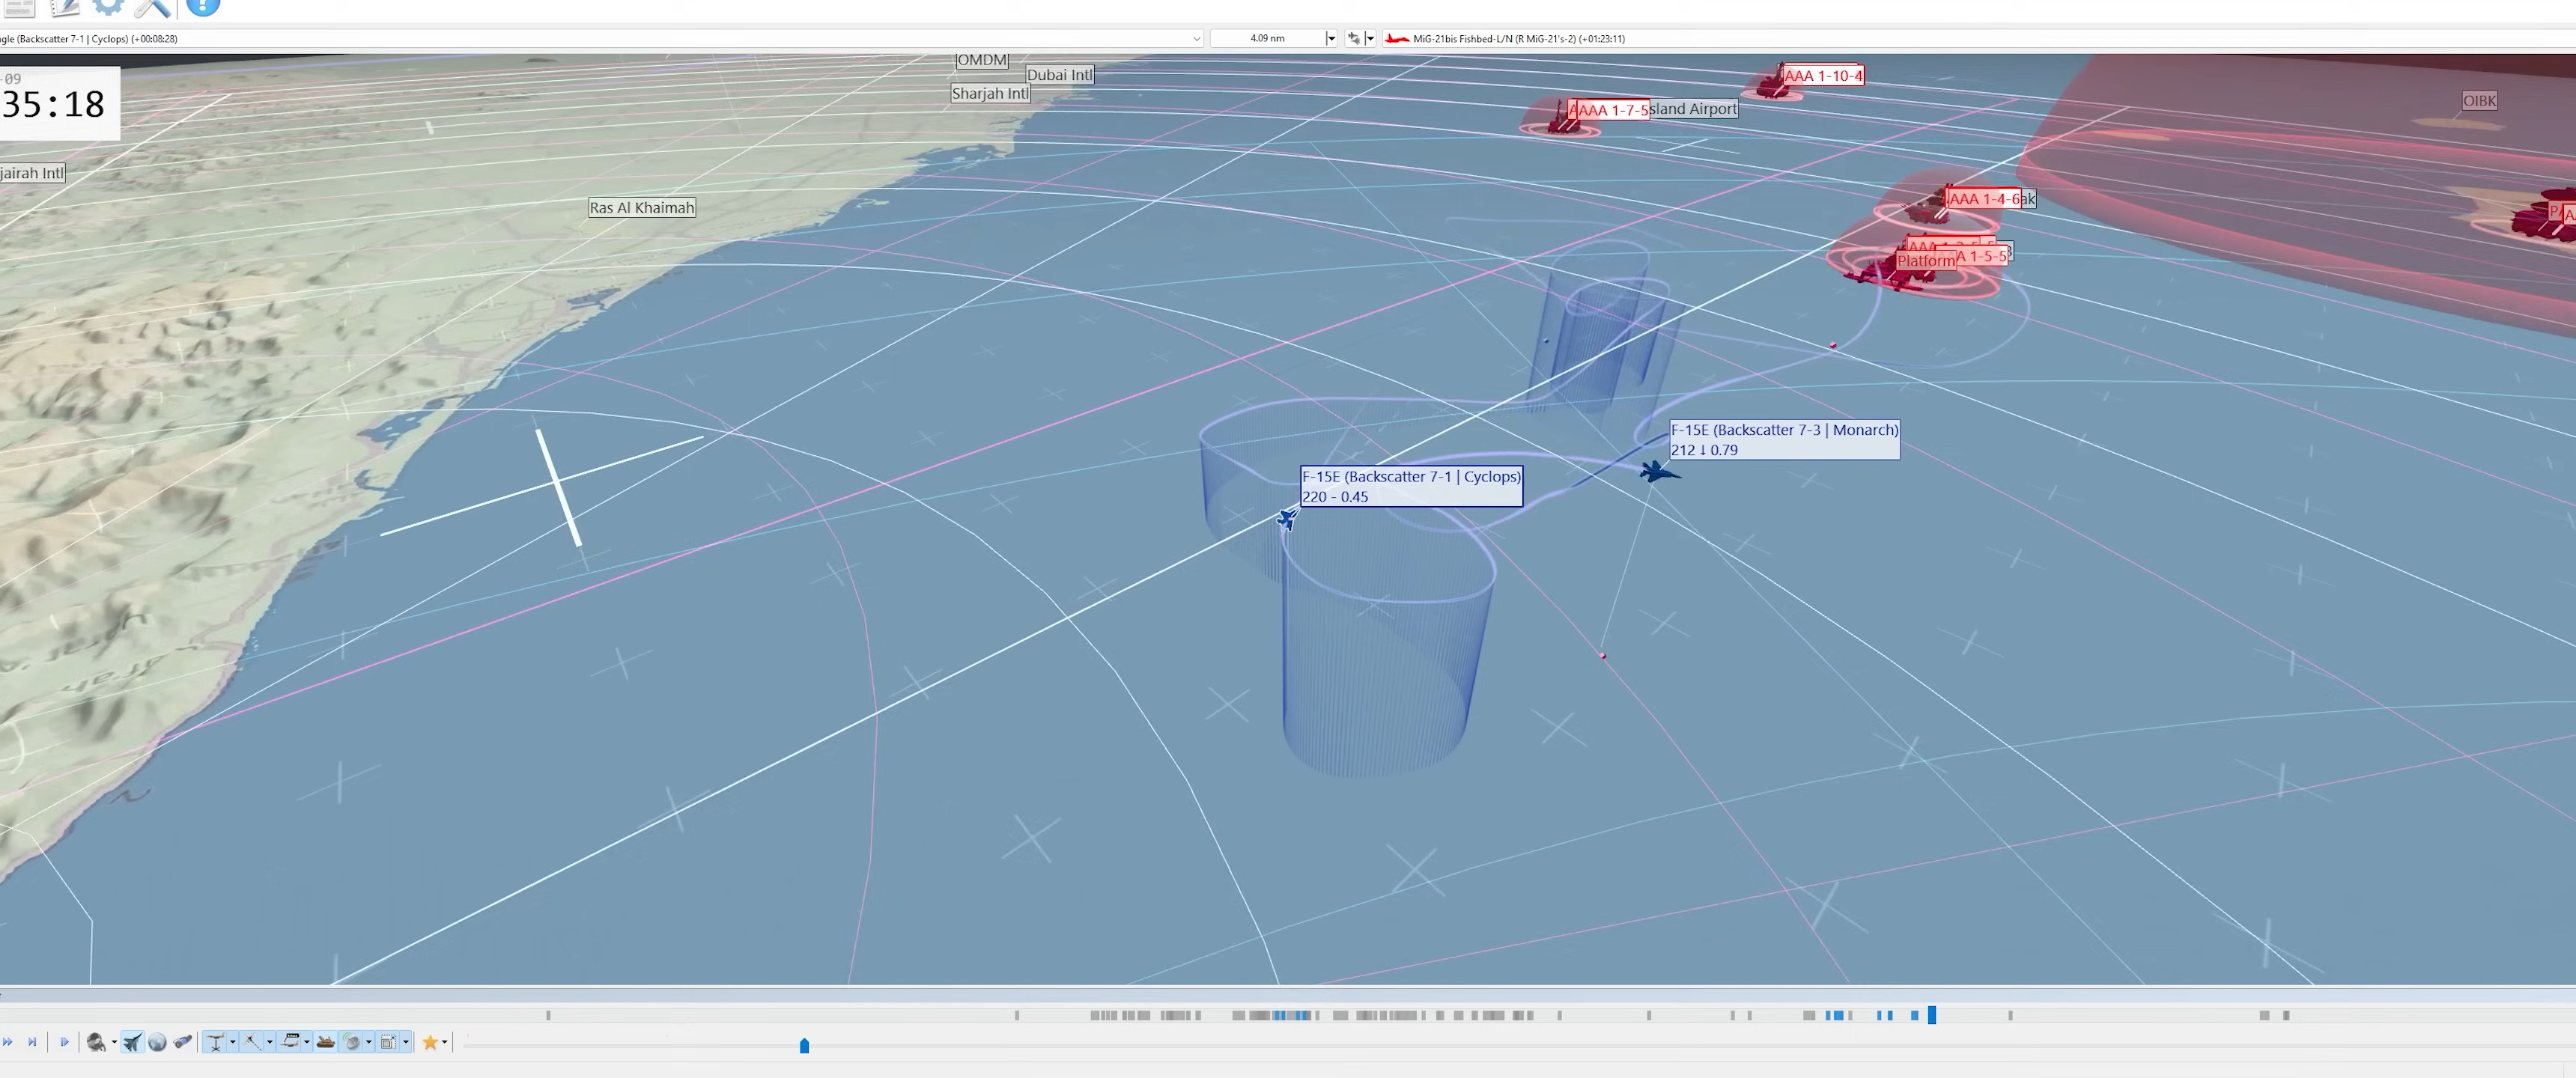 gle (Backscatter 7-1 | Cyclops) (+00:08:28)
4.09 nm
MiG-21bis Fishbed-L/N (R MiG-21's-2) (+01:23:11)
-09
35:18
OMDM
Dubai Intl
Sharjah Intl
AAA 1-10-4
AAA 1-7-5
sland Airport
OIBK
jairah Intl
Ras Al Khaimah
AAA 1-4-6
ak
Platform
A 1-5-5
F-15E (Backscatter 7-3 | Monarch)
212 ↓ 0.79
F-15E (Backscatter 7-1 | Cyclops)
220 - 0.45